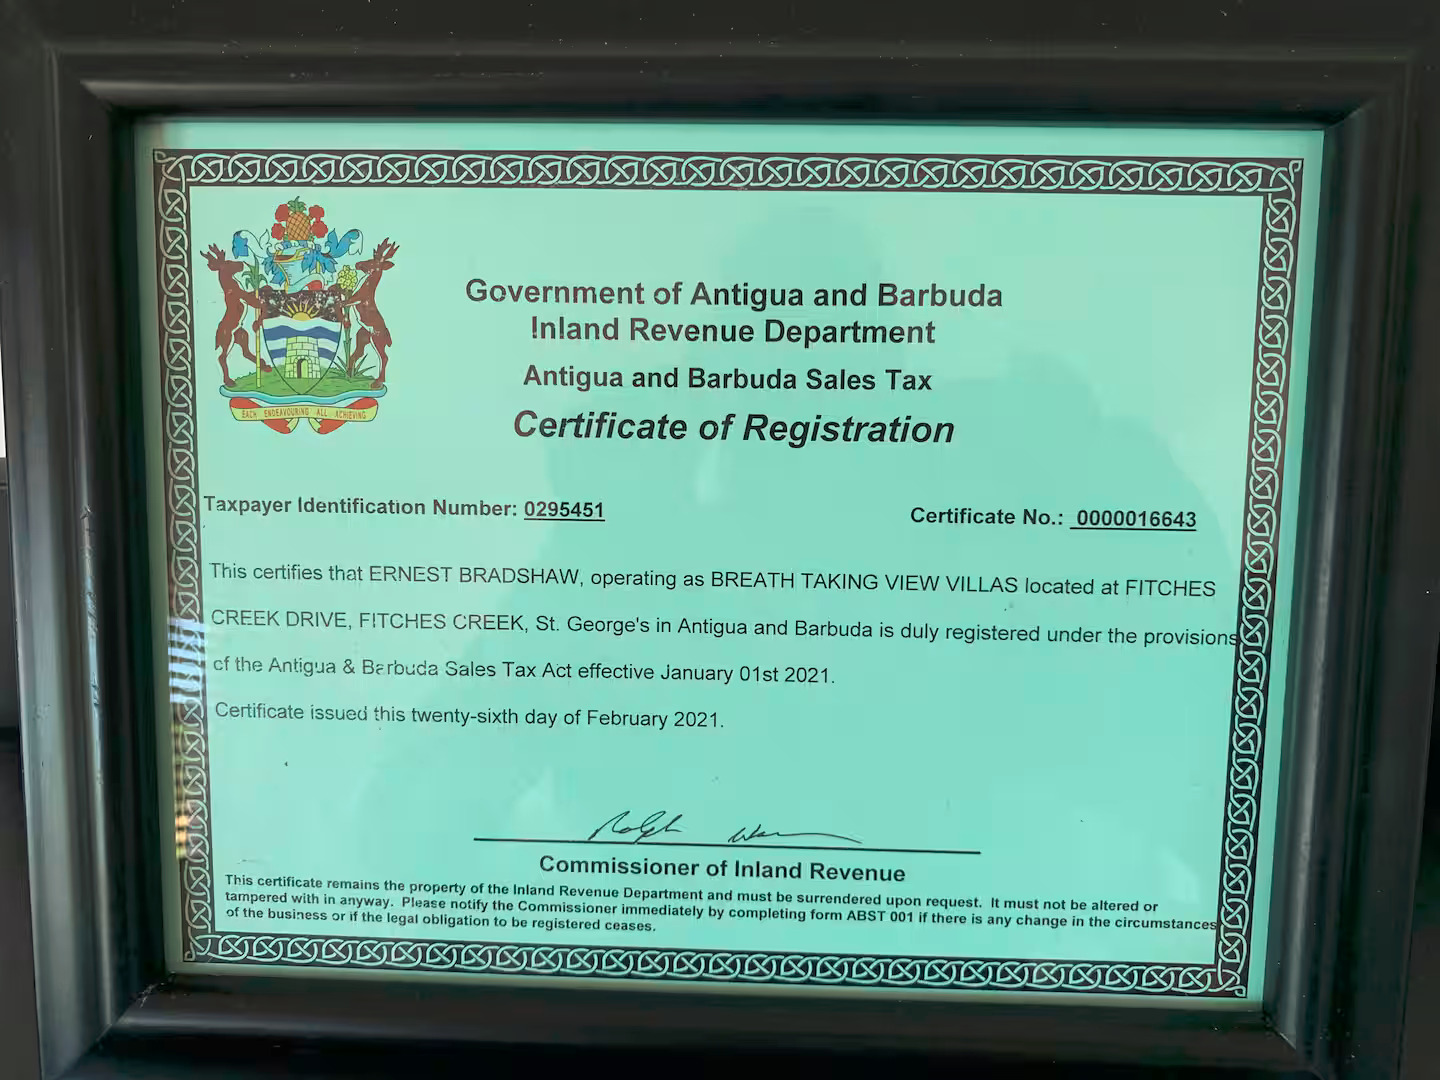 EACH ENDEAVOURING ALL ACHIEVING
Government of Antigua and Barbuda
Inland Revenue Department
Antigua and Barbuda Sales Tax
Certificate of Registration
Taxpayer Identification Number: 0295451 Certificate No.: 0000016643
This certifies that ERNEST BRADSHAW, operating as BREATH TAKING VIEW VILLAS located at FITCHES
CREEK DRIVE, FITCHES CREEK, St. George's in Antigua and Barbuda is duly registered under the provisions
of the Antigua & Barbuda Sales Tax Act effective January 01st 2021.
Certificate issued this twenty-sixth day of February 2021.
Ralph
Commissioner of Inland Revenue
This certificate remains the property of the Inland Revenue Department and must be surrendered upon request. It must not be altered or
tampered with in anyway. Please notify the Commissioner immediately by completing form ABST 001 if there is any change in the circumstances
of the business or if the legal obligation to be registered ceases.